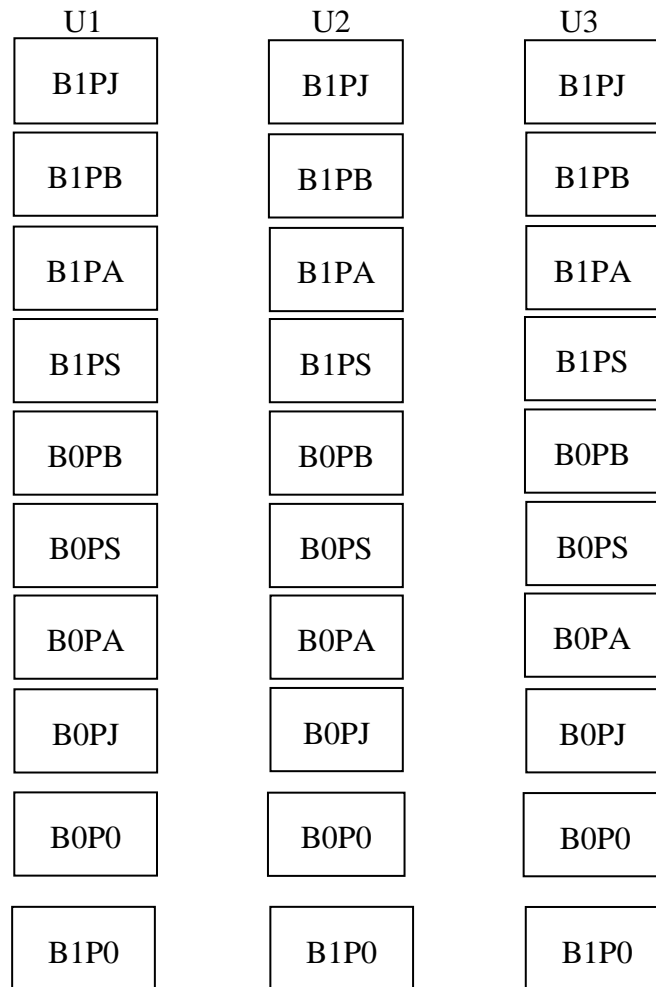 U1 U2 U3
B1PJ B1PJ B1PJ
B1PB B1PB B1PB
B1PA B1PA B1PA
B1PS B1PS B1PS
B0PB B0PB B0PB
B0PS B0PS B0PS
B0PA B0PA B0PA
B0PJ B0PJ B0PJ
B0P0 B0P0 B0P0
B1P0 B1P0 B1P0